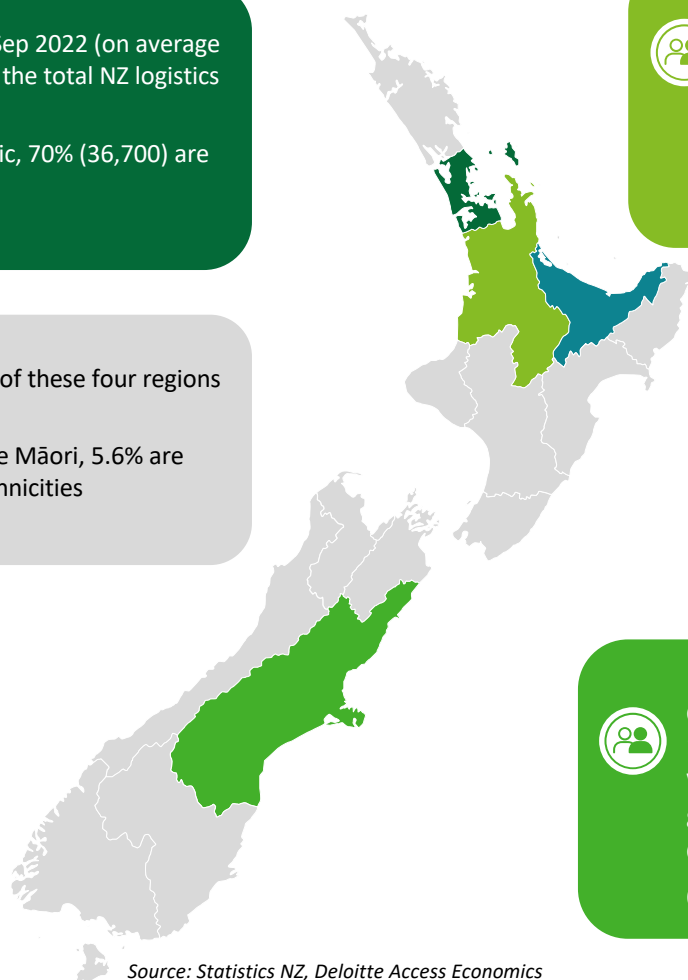 Sep 2022 (on average
the total NZ logistics
ic, 70% (36,700) are
of these four regions
e Māori, 5.6% are
nnicities
Source: Statistics NZ, Deloitte Access Economics